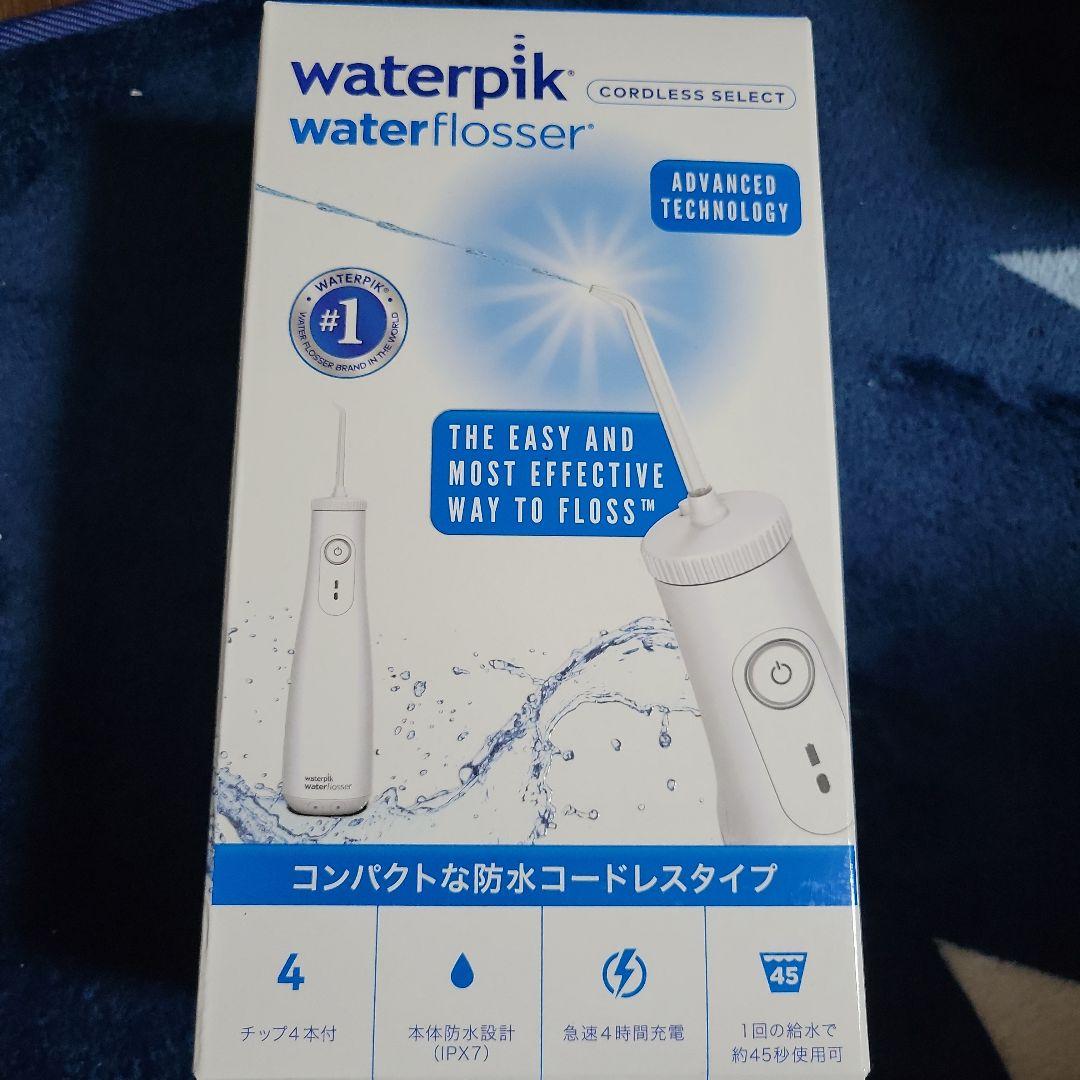 waterpik®
CORDLESS SELECT
waterflosser®
ADVANCED
TECHNOLOGY
WATERPIK®
#1
WATER FLOSSER BRAND IN THE WORLD
THE EASY AND
MOST EFFECTIVE
WAY TO FLOSS™
waterpik
waterflosser
コンパクトな防水コードレスタイプ
4
チップ4本付
本体防水設計
(IPX7)
急速4時間充電
45
1回の給水で
約45秒使用可